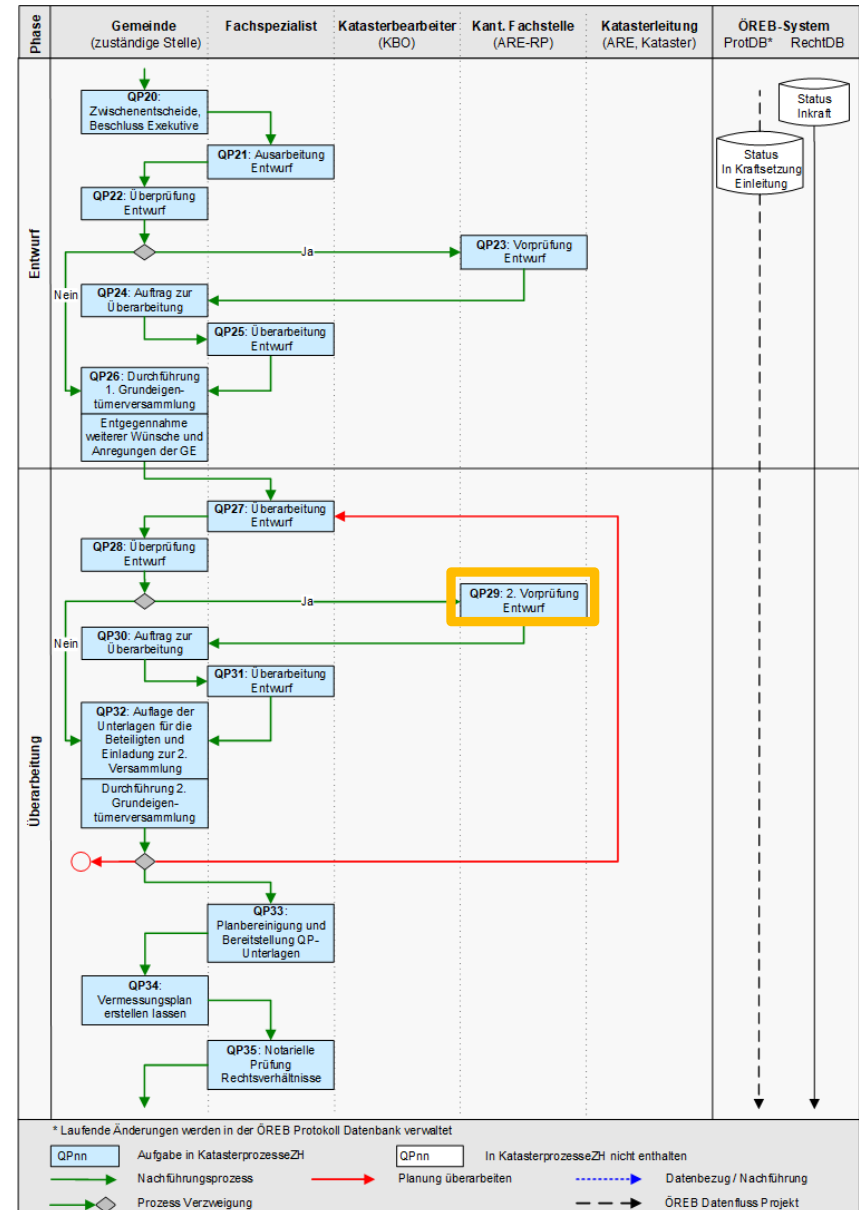 Phase
Gemeinde
(zuständige Stelle)
Fachspezialist
Katasterbearbeiter
(KBO)
Kant. Fachstelle
(ARE-RP)
Katasterleitung
(ARE, Kataster)
ÖREB-System
ProtDB* RechtDB
Entwurf
QP20:
Zwischenentscheide,
Beschluss Exekutive
Status
Inkraft
QP21: Ausarbeitung
Entwurf
Status
In Kraftsetzung
Einleitung
QP22: Überprüfung
Entwurf
Ja
QP23: Vorprüfung
Entwurf
Nein
QP24: Auftrag zur
Überarbeitung
QP25: Überarbeitung
Entwurf
QP26: Durchführung
1. Grundeigen-
tümerversammlung
Entgegennahme
weiterer Wünsche und
Anregungen der GE
Überarbeitung
QP27: Überarbeitung
Entwurf
QP28: Überprüfung
Entwurf
Ja
QP29: 2. Vorprüfung
Entwurf
Nein
QP30: Auftrag zur
Überarbeitung
QP31: Überarbeitung
Entwurf
QP32: Auflage der
Unterlagen für die
Beteiligten und
Einladung zur 2.
Versammlung
Durchführung 2.
Grundeigen-
tümerversammlung
QP33:
Planbereinigung und
Bereitstellung QP-
Unterlagen
QP34:
Vermessungsplan
erstellen lassen
QP35: Notarielle
Prüfung
Rechtsverhältnisse
* Laufende Änderungen werden in der ÖREB Protokoll Datenbank verwaltet
QPnn Aufgabe in KatasterprozesseZH
QPnn In KatasterprozesseZH nicht enthalten
Nachführungsprozess
Planung überarbeiten
Datenbezug / Nachführung
Prozess Verzweigung
ÖREB Datenfluss Projekt